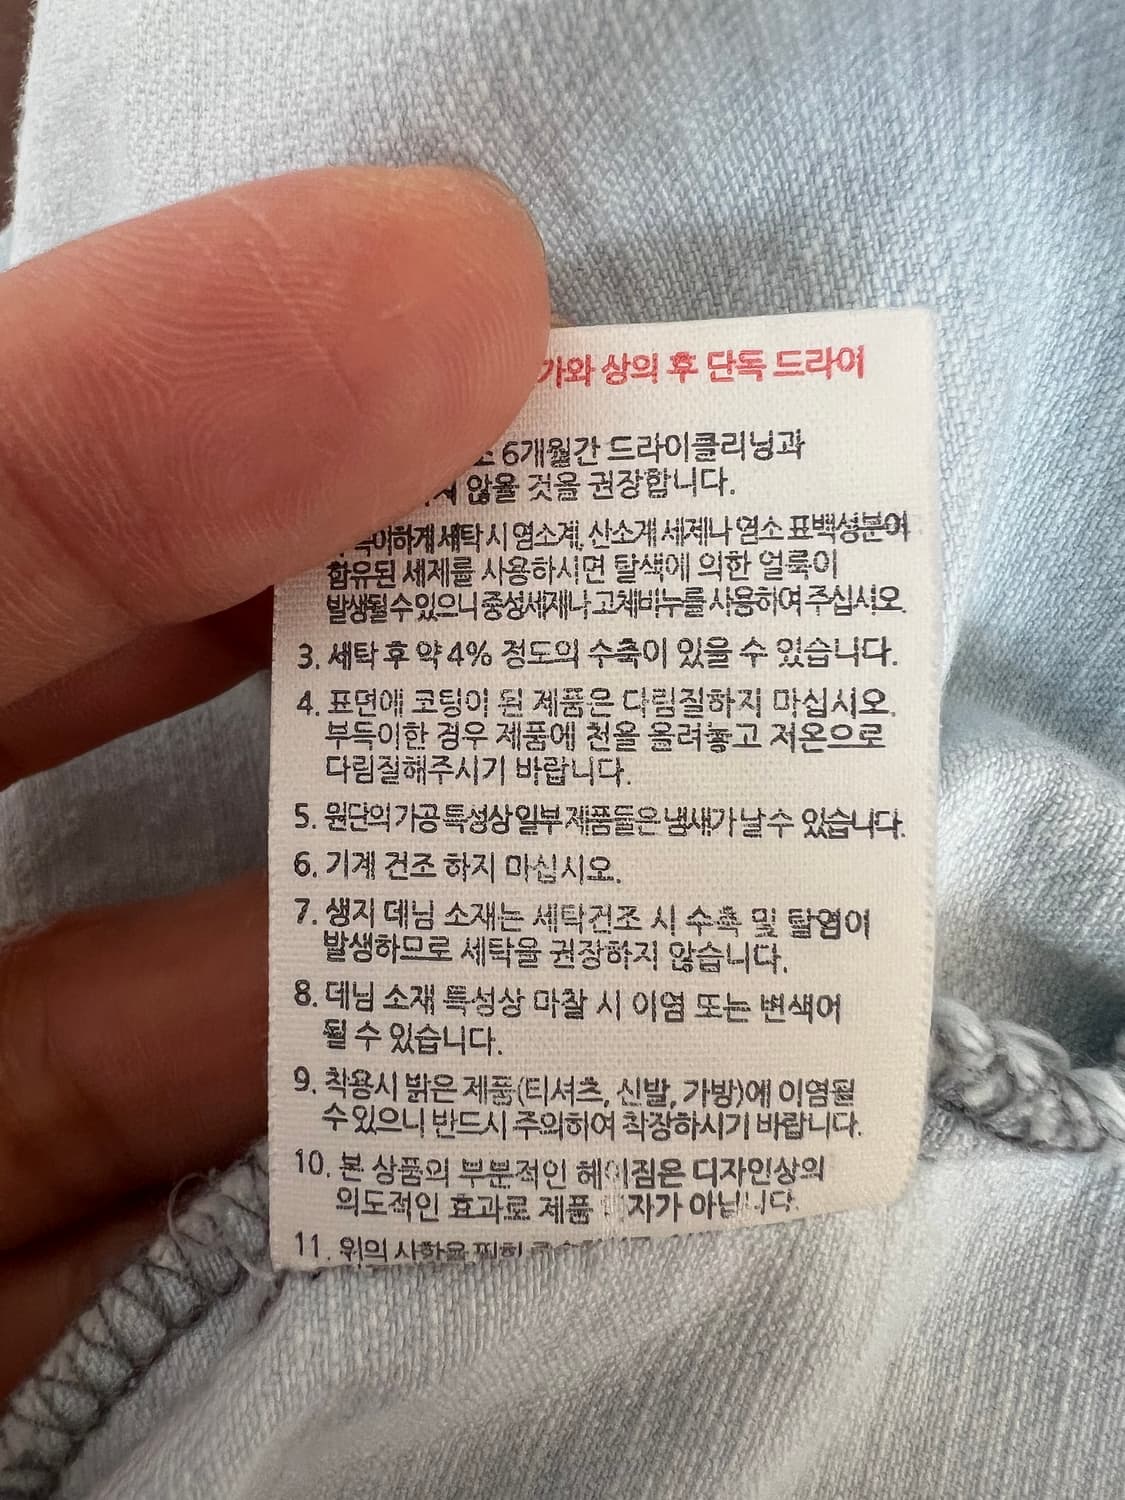 상의 후 단독 드라이
6개월간 드라이클리닝과
않을 것을 권장합니다.
세탁 시 염소계, 산소계 세제나 염소 표백성분이
함유된 세제를 사용하시면 탈색에 의한 얼룩이
발생될 수 있으니 중성세제나 고체비누를 사용하여 주십시오.
3. 세탁 후 약 4% 정도의 수축이 있을 수 있습니다.
4. 표면에 코팅이 된 제품은 다림질하지 마십시오.
부득이한 경우 제품에 천을 올려놓고 저온으로
다림질해주시기 바랍니다.
5. 원단의 가공 특성상 일부 제품들은 냄새가 날 수 있습니다.
6. 기계 건조 하지 마십시오.
7. 생지 데님 소재는 세탁건조 시 수축 및 탈염이
발생하므로 세탁을 권장하지 않습니다.
8. 데님 소재 특성상 마찰 시 이염 또는 변색이
될 수 있습니다.
9. 착용시 밝은 제품(티셔츠, 신발, 가방)에 이염될
수 있으니 반드시 주의하여 착장하시기 바랍니다.
10. 본 상품의 부분적인 헤이짐은 디자인상의
의도적인 효과로 제품 아닙니다.
11. 위의 사항을